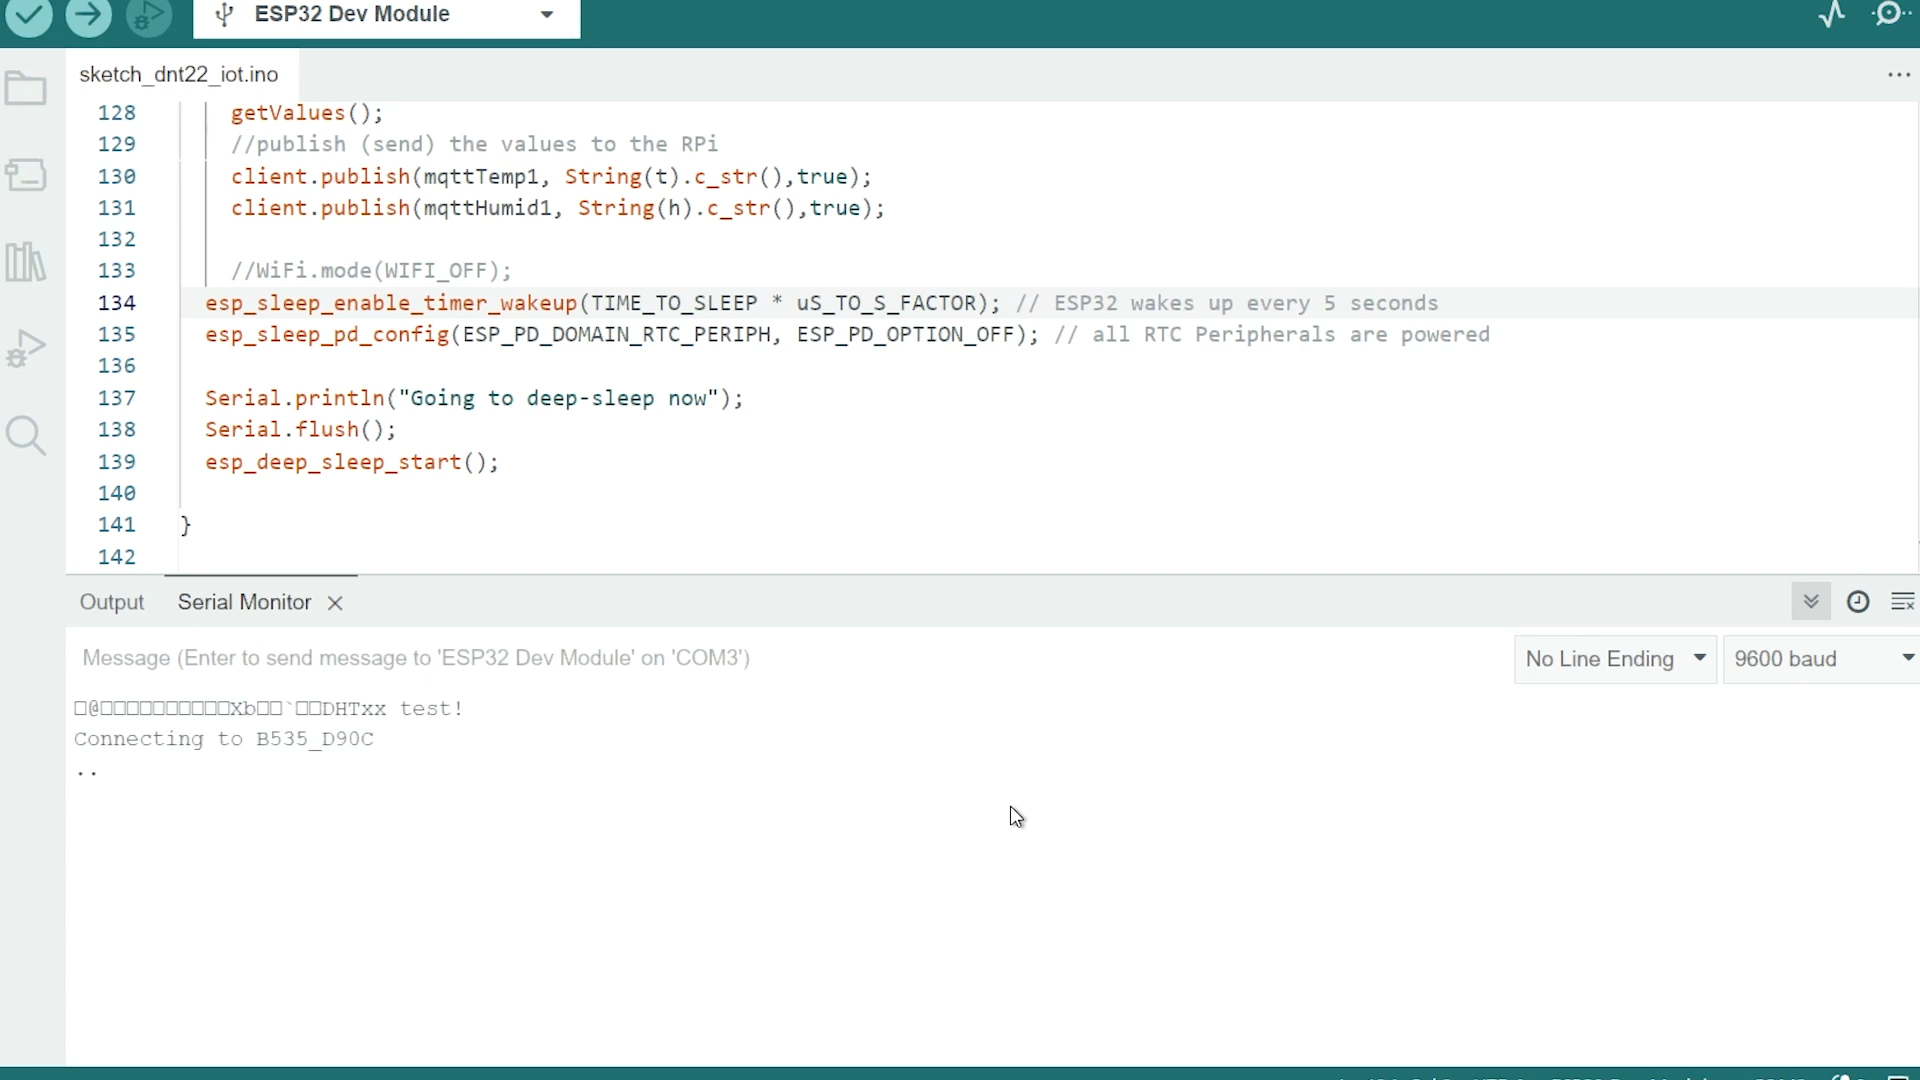 ESP32 Dev Module
sketch_dnt22_iot.ino
128 getValues();
129 //publish (send) the values to the RPi
130 client.publish(mqttTemp1, String(t).c_str(),true);
131 client.publish(mqttHumid1, String(h).c_str(),true);
132
133 //WiFi.mode(WIFI_OFF);
134 esp_sleep_enable_timer_wakeup(TIME_TO_SLEEP * uS_TO_S_FACTOR); // ESP32 wakes up every 5 seconds
135 esp_sleep_pd_config(ESP_PD_DOMAIN_RTC_PERIPH, ESP_PD_OPTION_OFF); // all RTC Peripherals are powered
136
137 Serial.println("Going to deep-sleep now");
138 Serial.flush();
139 esp_deep_sleep_start();
140
141 }
142
Output Serial Monitor
Message (Enter to send message to 'ESP32 Dev Module' on 'COM3') No Line Ending 9600 baud
□@□□□□□□□□□□Xb□□`□□DHTxx test!
Connecting to B535_D90C
..